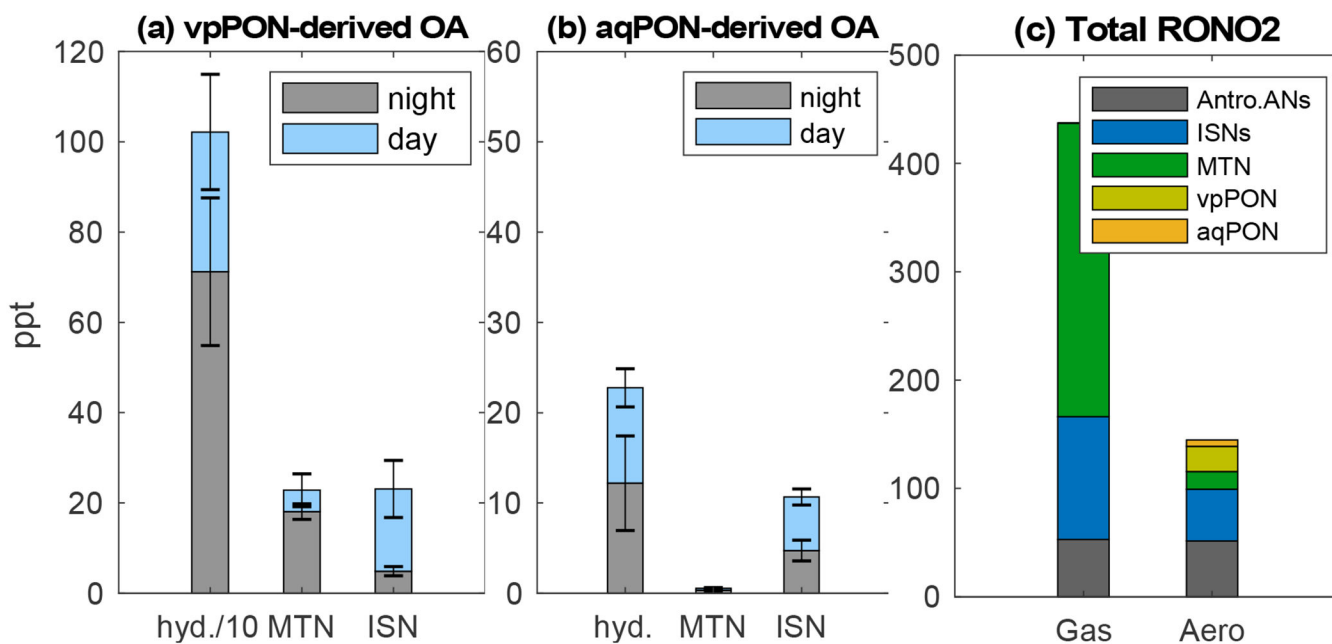 (a) vpPON-derived OA
120
100
80
60
40
20
0
ppt
night
day
hyd./10 MTN ISN
(b) aqPON-derived OA
60
50
40
30
20
10
0
night
day
hyd. MTN ISN
(c) Total RONO2
500
400
300
200
100
0
Antro.ANs
ISNs
MTN
vpPON
aqPON
Gas Aero